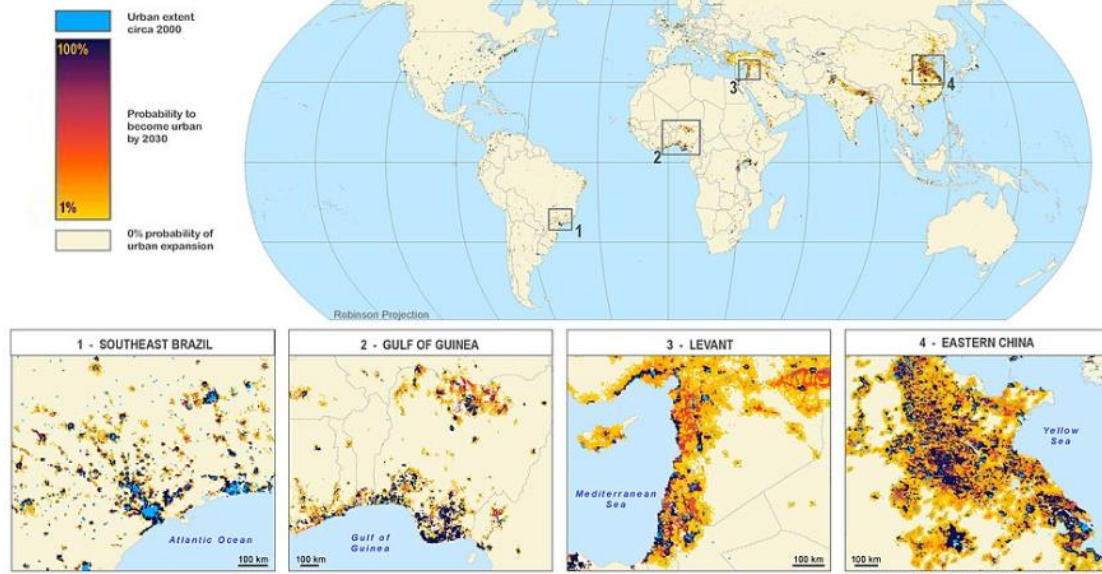 Urban extent
circa 2000
100%
Probability to
become urban
by 2030
1%
0% probability of
urban expansion
1
2
3
4
Robinson Projection
1 - SOUTHEAST BRAZIL
Atlantic Ocean
100 km
2 - GULF OF GUINEA
Gulf of
Guinea
100 km
3 - LEVANT
Mediterranean
Sea
100 km
4 - EASTERN CHINA
Yellow
Sea
100 km